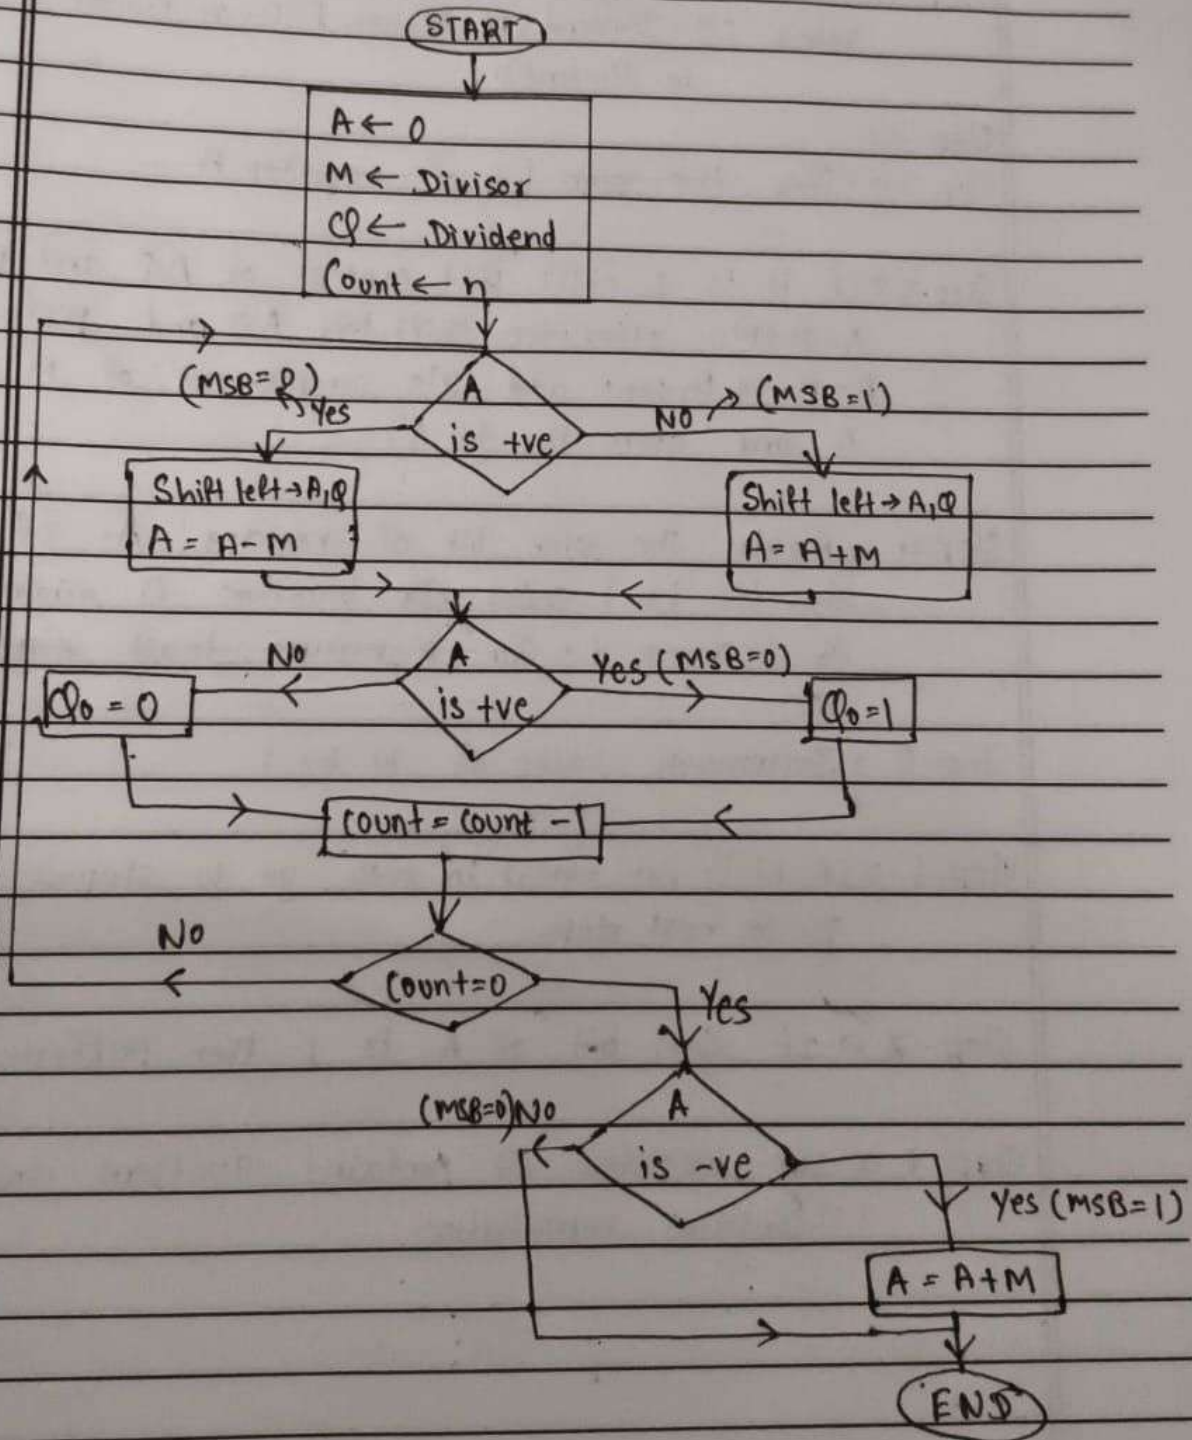 START
A ← 0
M ← Divisor
Q ← Dividend
Count ← n
(MSB=0)
Yes
A
is +ve
NO → (MSB=1)
Shift left→A,Q
A = A-M
Shift left→A,Q
A = A+M
No
A
is +ve
Yes (MSB=0)
Q0 = 0
Q0=1
Count = Count -1
No
Count=0
Yes
(MSB=0) No
A
is -ve
Yes (MSB=1)
A = A+M
END